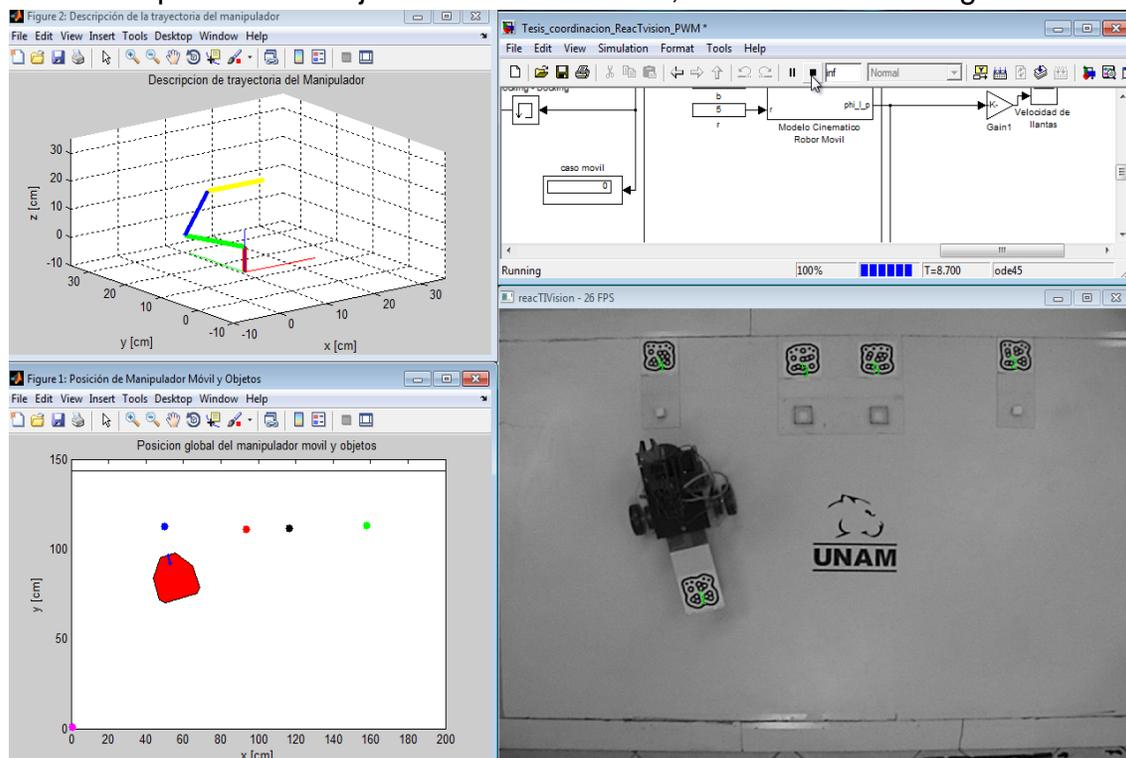 Figure 2: Descripción de la trayectoria del manipulador
File Edit View Insert Tools Desktop Window Help
Descripcion de trayectoria del Manipulador
30
20
10
0
-10
z [cm]
30
20
10
0
-10
y [cm]
-10
0
10
20
30
x [cm]
Tesis_coordinacion_ReacTvision_PWM *
File Edit View Simulation Format Tools Help
inf
Normal
b
5
r
r
phi_l_p
Modelo Cinematico
Robor Movil
-K-
Gain1
Velocidad de
llantas
caso movil
0
Running
100%
T=8.700
ode45
Figure 1: Posición de Manipulador Móvil y Objetos
File Edit View Insert Tools Desktop Window Help
Posicion global del manipulador movil y objetos
150
100
50
0
y [cm]
0 20 40 60 80 100 120 140 160 180 200
x [cm]
reacTIVision - 26 FPS
UNAM